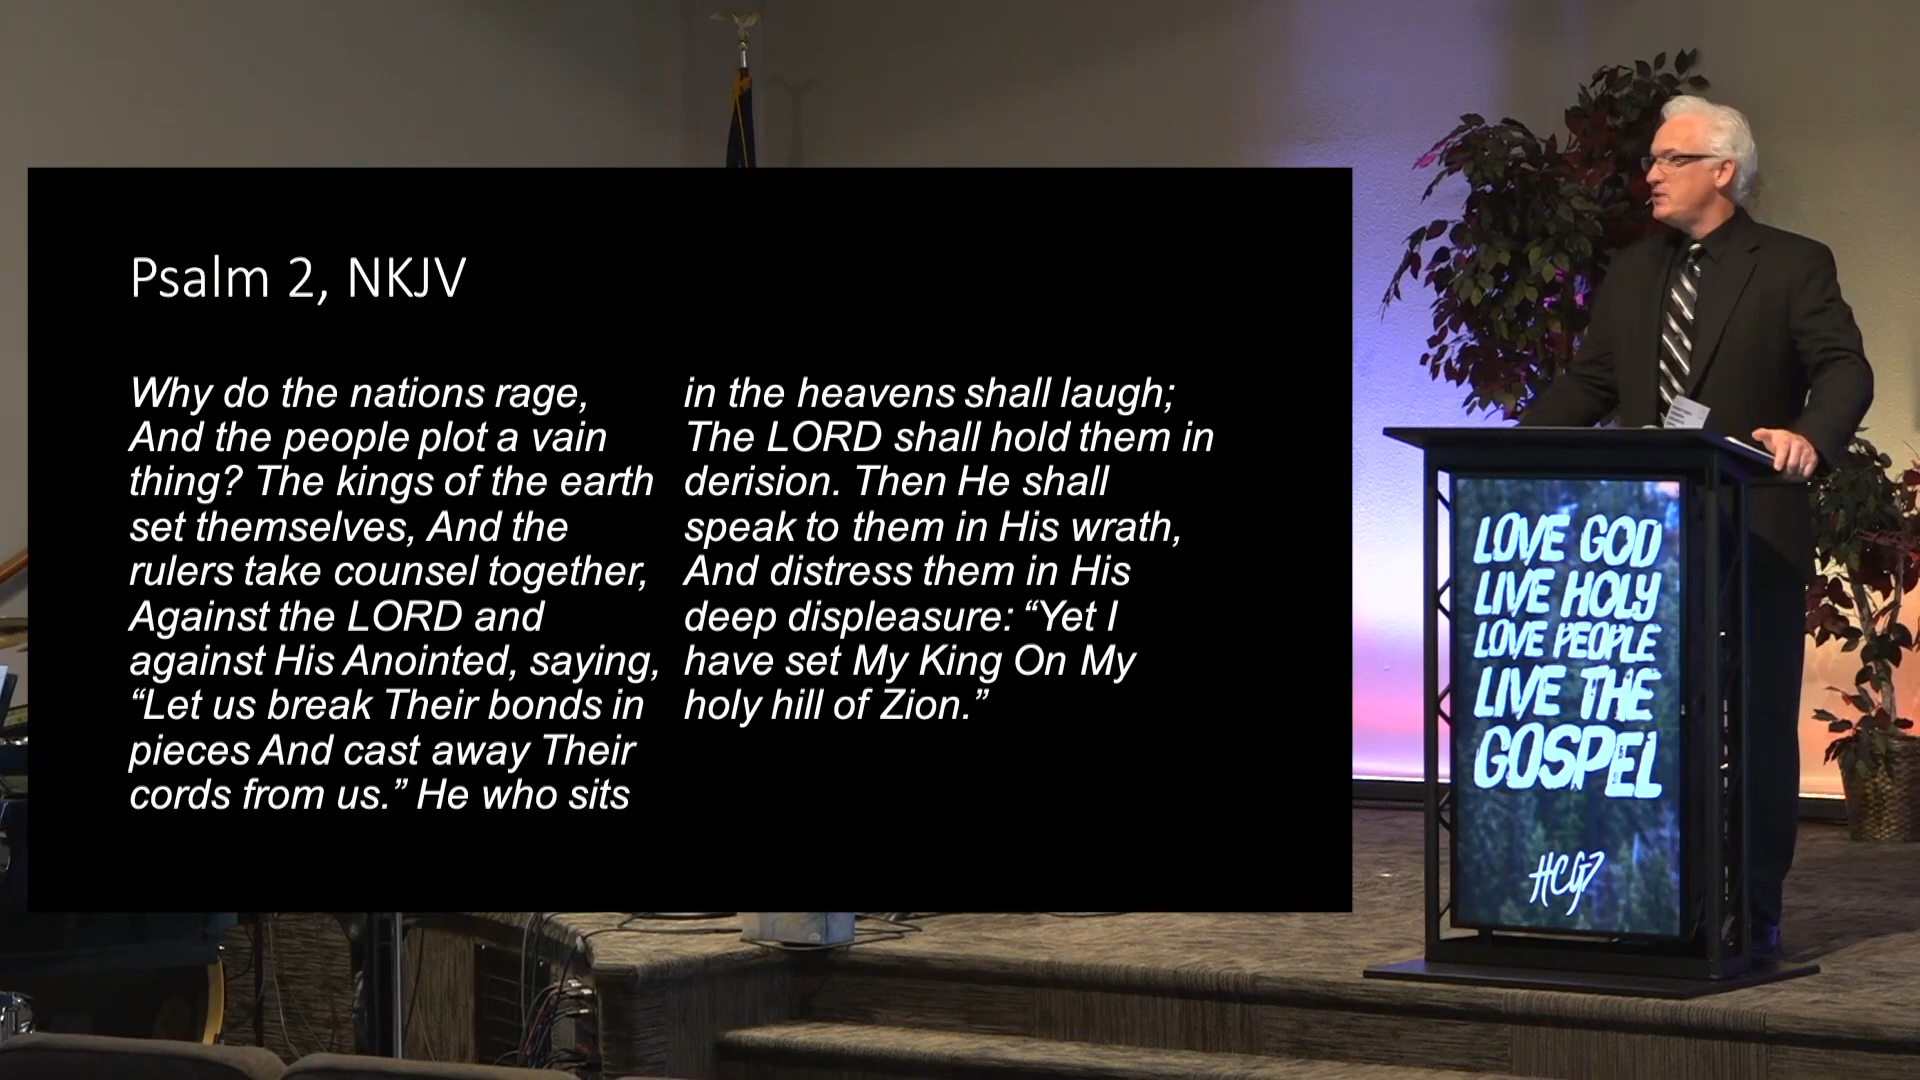 Psalm 2, NKJV
Why do the nations rage,
And the people plot a vain
thing? The kings of the earth
set themselves, And the
rulers take counsel together,
Against the LORD and
against His Anointed, saying,
“Let us break Their bonds in
pieces And cast away Their
cords from us.” He who sits
in the heavens shall laugh;
The LORD shall hold them in
derision. Then He shall
speak to them in His wrath,
And distress them in His
deep displeasure: “Yet I
have set My King On My
holy hill of Zion.”
LOVE GOD
LIVE HOLY
LOVE PEOPLE
LIVE THE
GOSPEL